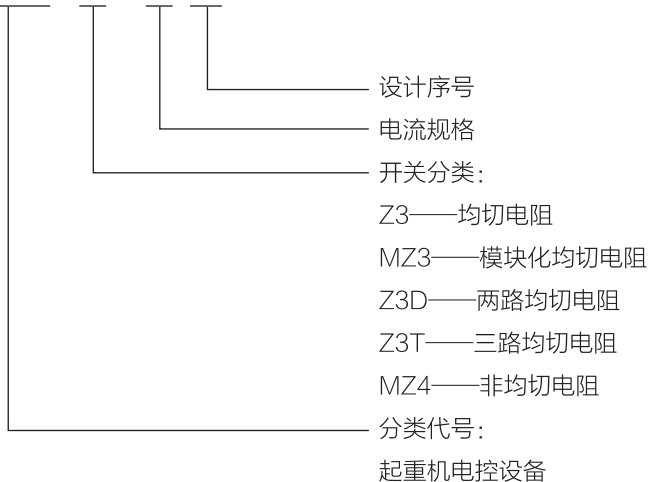 设计序号
电流规格
开关分类:
Z3——均切电阻
MZ3——模块化均切电阻
Z3D——两路均切电阻
Z3T——三路均切电阻
MZ4——非均切电阻
分类代号:
起重机电控设备